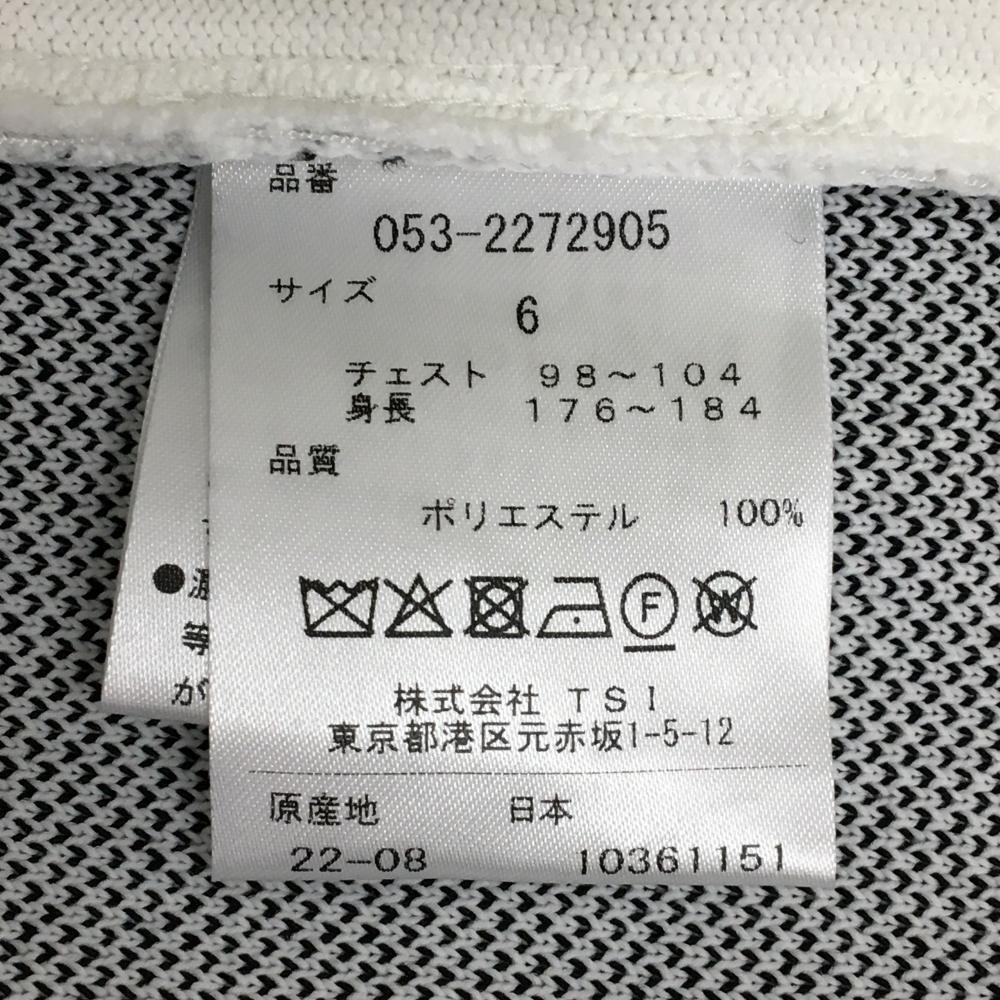 品番
053-2272905
サイズ
6
チェスト 98～104
身長 176～184
品質
ポリエステル 100%
F
W
株式会社 TSI
東京都港区元赤坂1-5-12
原産地 日本
22-08 10361151
●濃
が